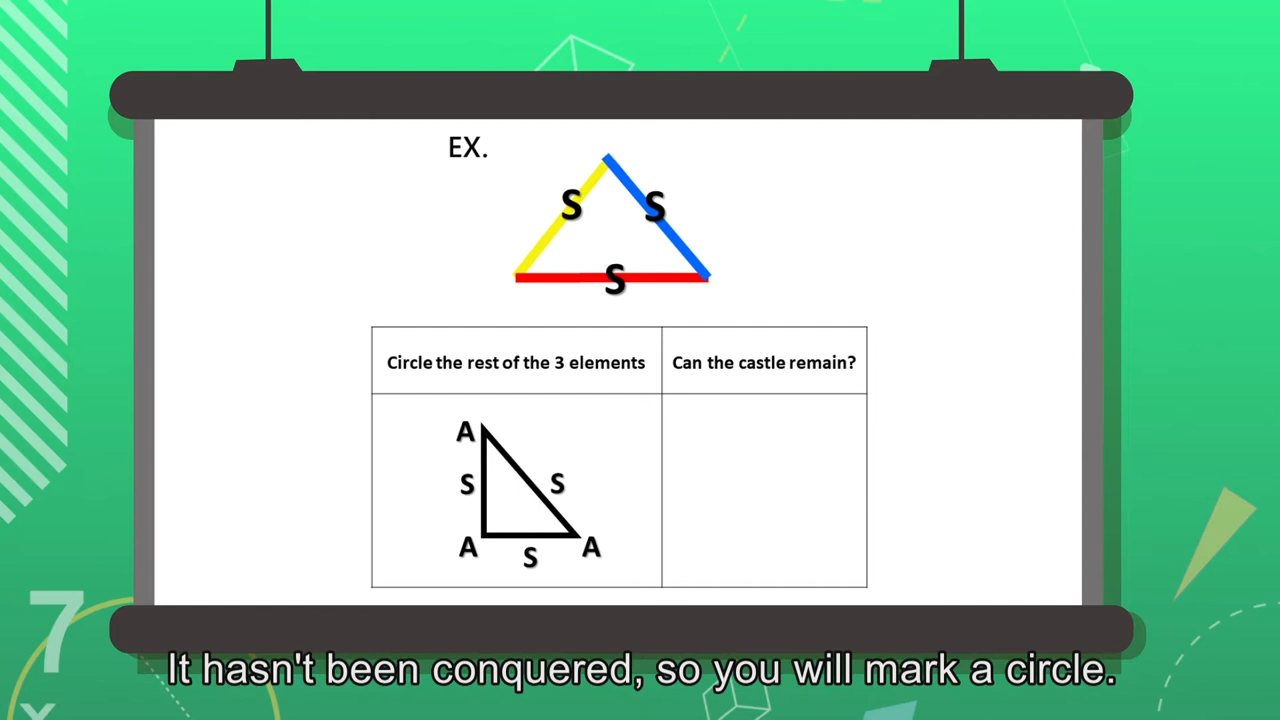 EX.
S
S
S
Circle the rest of the 3 elements
Can the castle remain?
A
S
S
A
S
A
7
x
It hasn't been conquered, so you will mark a circle.